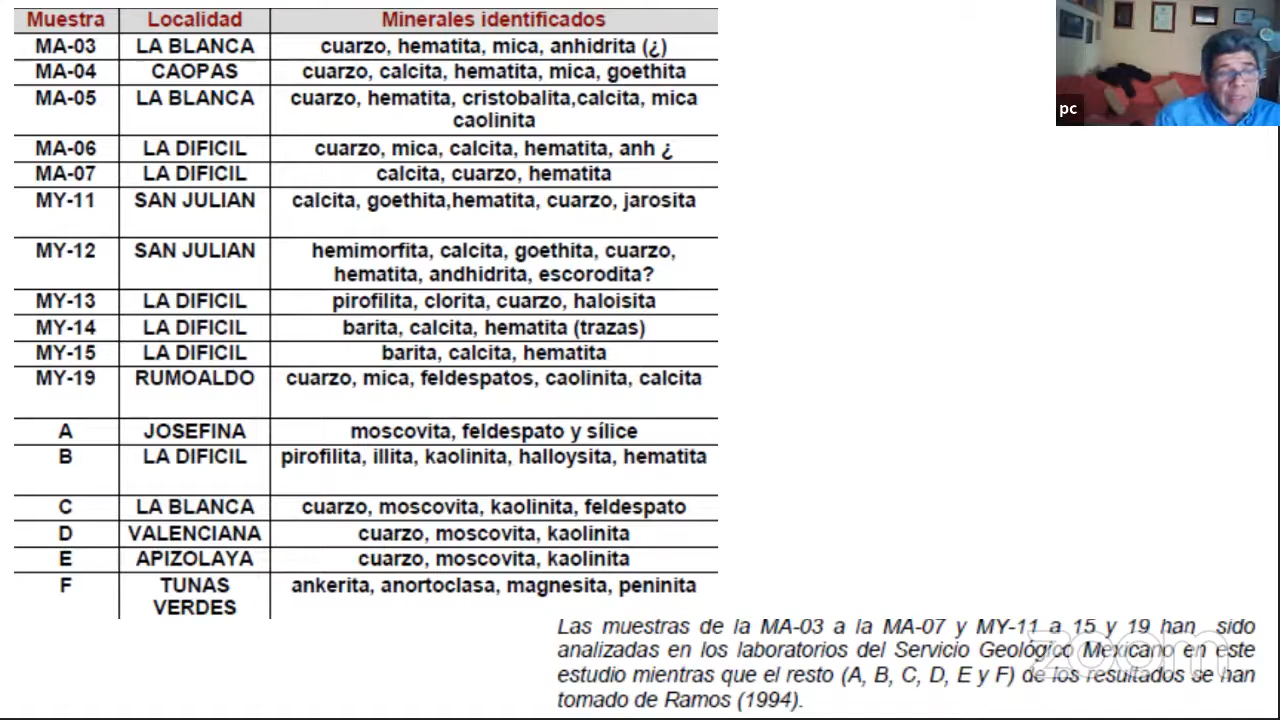 Muestra Localidad Minerales identificados
MA-03 LA BLANCA cuarzo, hematita, mica, anhidrita (¿)
MA-04 CAOPAS cuarzo, calcita, hematita, mica, goethita
MA-05 LA BLANCA cuarzo, hematita, cristobalita,calcita, mica
caolinita
MA-06 LA DIFICIL cuarzo, mica, calcita, hematita, anh ¿
MA-07 LA DIFICIL calcita, cuarzo, hematita
MY-11 SAN JULIAN calcita, goethita,hematita, cuarzo, jarosita
MY-12 SAN JULIAN hemimorfita, calcita, goethita, cuarzo,
hematita, andhidrita, escorodita?
MY-13 LA DIFICIL pirofilita, clorita, cuarzo, haloisita
MY-14 LA DIFICIL barita, calcita, hematita (trazas)
MY-15 LA DIFICIL barita, calcita, hematita
MY-19 RUMOALDO cuarzo, mica, feldespatos, caolinita, calcita
A JOSEFINA moscovita, feldespato y sílice
B LA DIFICIL pirofilita, illita, kaolinita, halloysita, hematita
C LA BLANCA cuarzo, moscovita, kaolinita, feldespato
D VALENCIANA cuarzo, moscovita, kaolinita
E APIZOLAYA cuarzo, moscovita, kaolinita
F TUNAS ankerita, anortoclasa, magnesita, peninita
VERDES
Las muestras de la MA-03 a la MA-07 y MY-11 a 15 y 19 han sido
analizadas en los laboratorios del Servicio Geológico Mexicano en este
estudio mientras que el resto (A, B, C, D, E y F) de los resultados se han
tomado de Ramos (1994).
pc
zoom